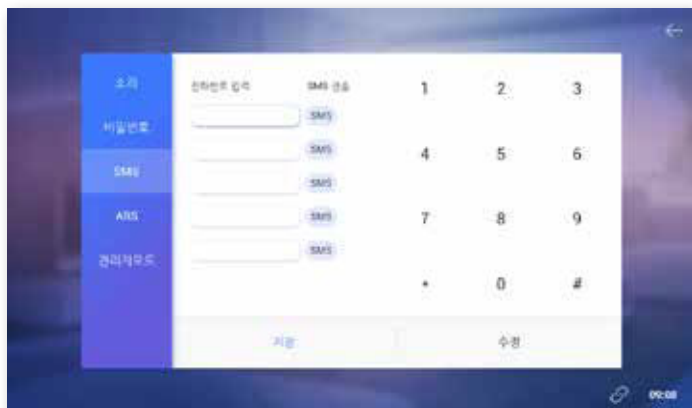 소리
비밀번호
SMS
ARS
관리자모드
전화번호 입력
SMS 전송
SMS
SMS
SMS
SMS
SMS
1 2 3
4 5 6
7 8 9
* 0 #
저장
수정
09:08